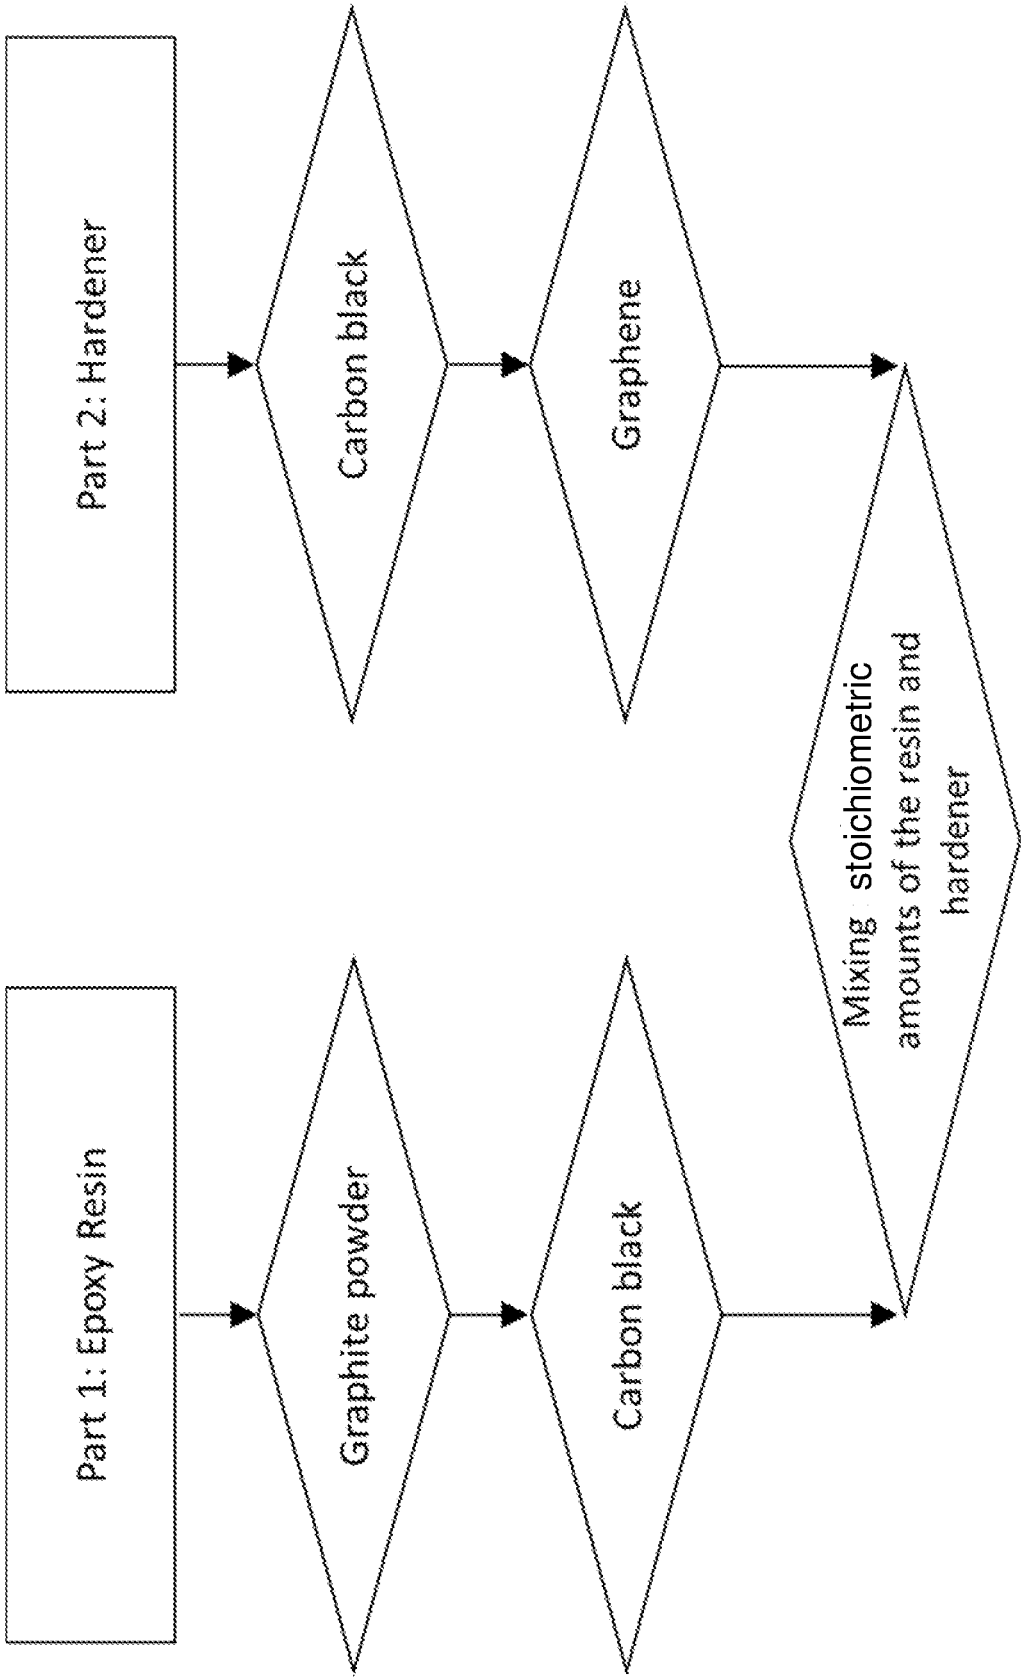 Part 1: Epoxy Resin
Graphite powder
Carbon black
Part 2: Hardener
Carbon black
Graphene
Mixing : stoichiometric
amounts of the resin and
hardener